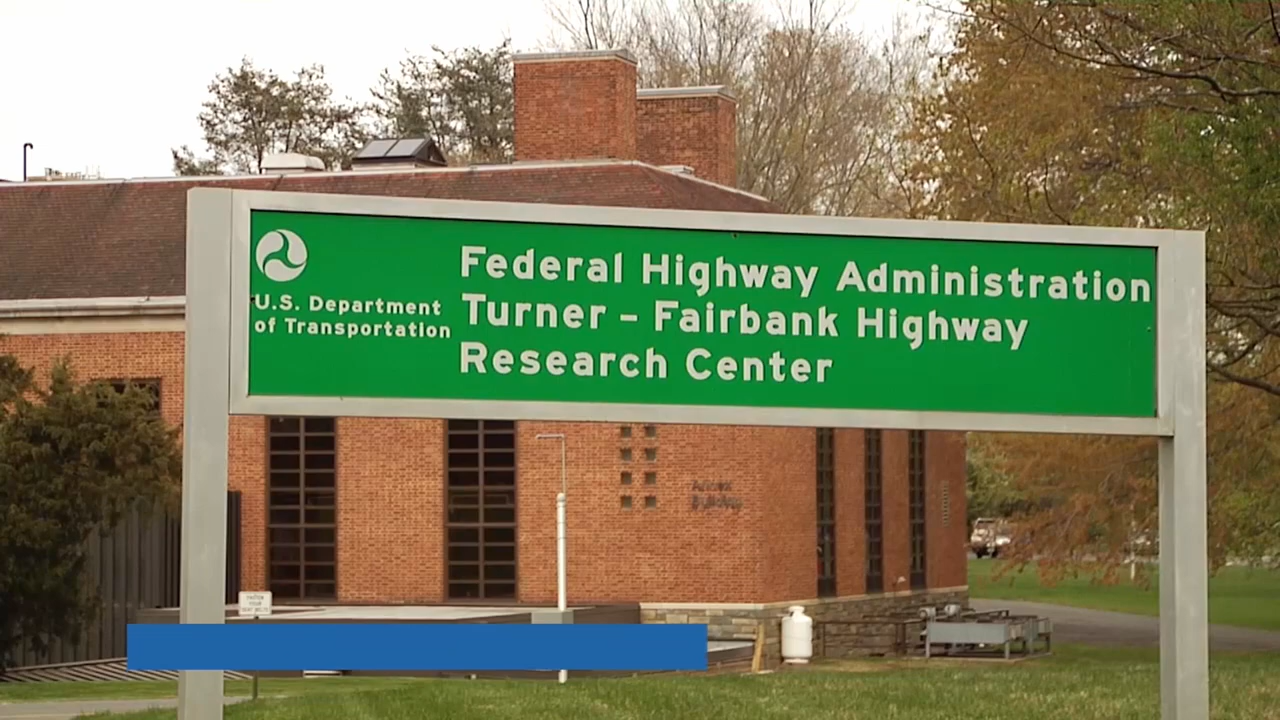 Federal Highway Administration
Turner – Fairbank Highway
Research Center
U.S. Department
of Transportation